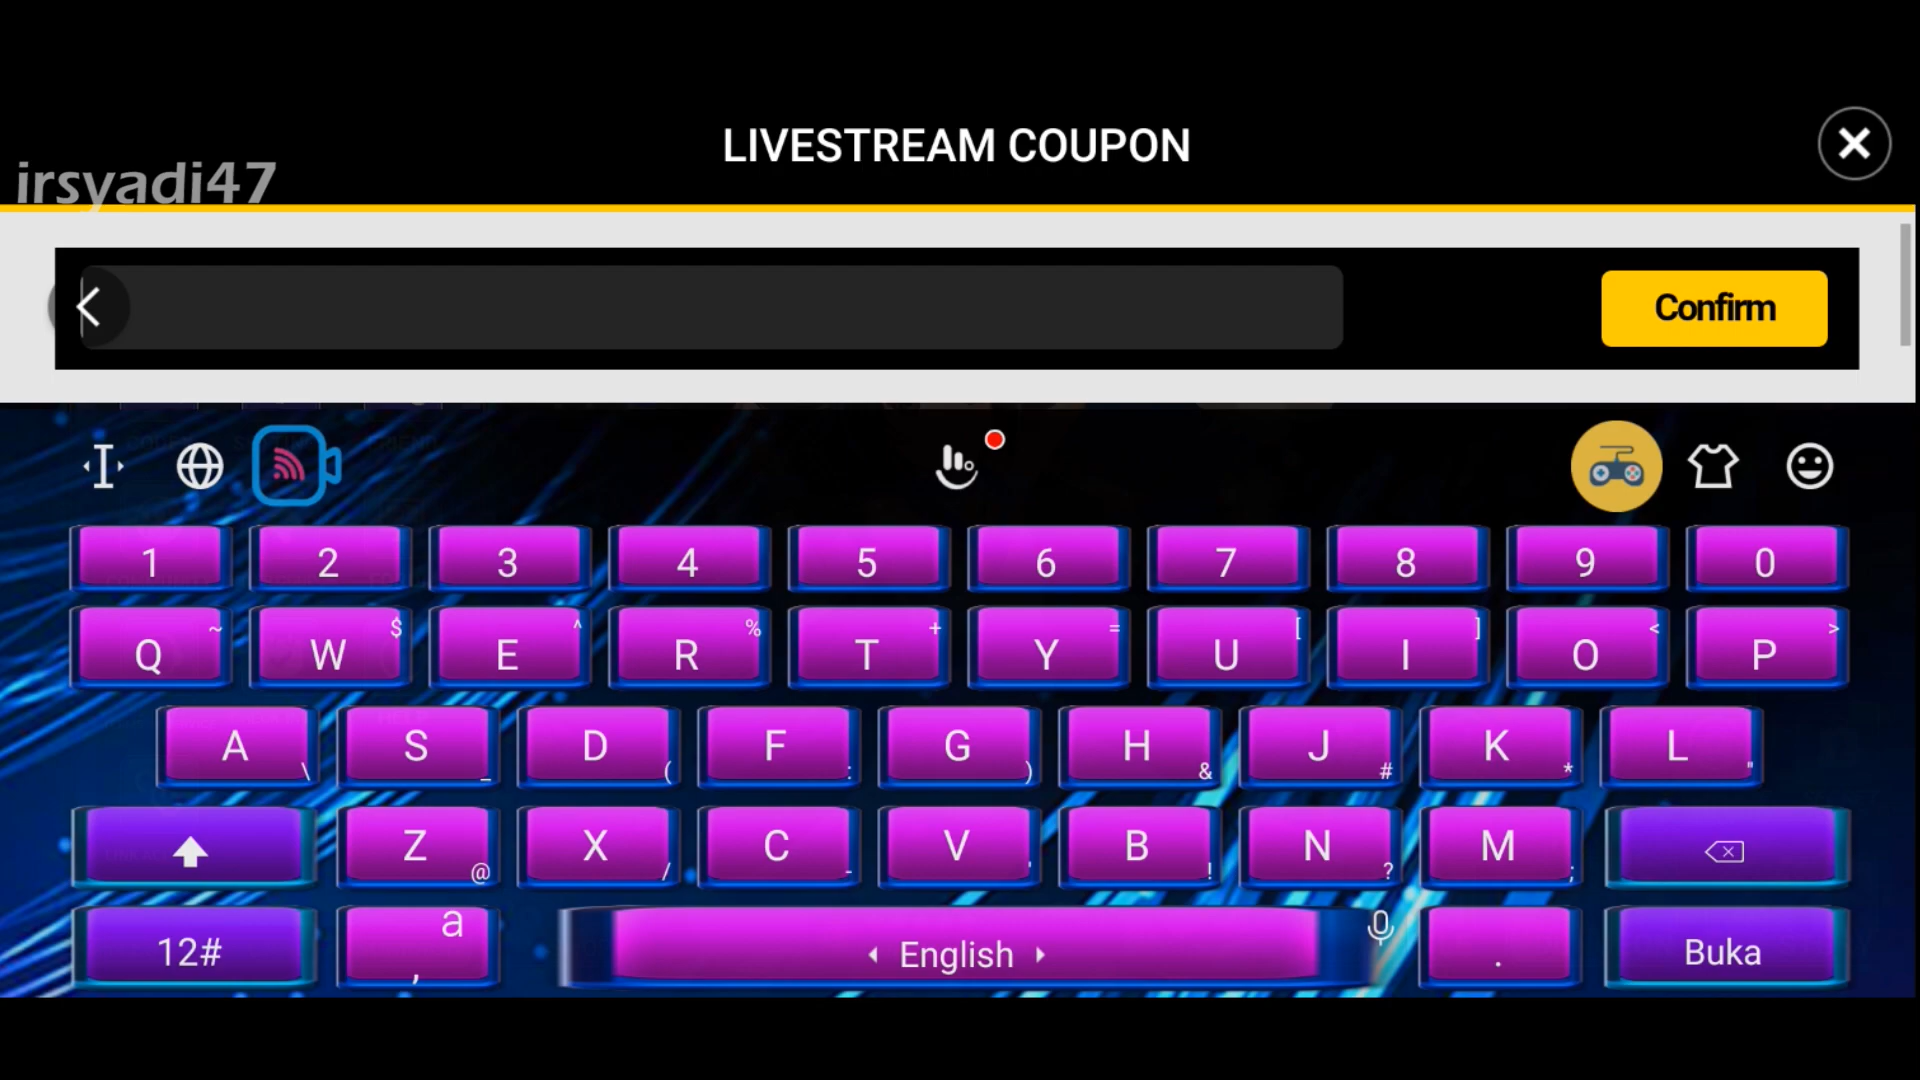 LIVESTREAM COUPON
irsyadi47
Confirm
1 2 3 4 5 6 7 8 9 0
Q ~ W $ E ^ R % T + Y = U [ I ] O < P >
A \ S _ D ( F : G ) H & J # K * L "
Z @ X / C - V ' B ! N ? M ;
12# a , English . Buka